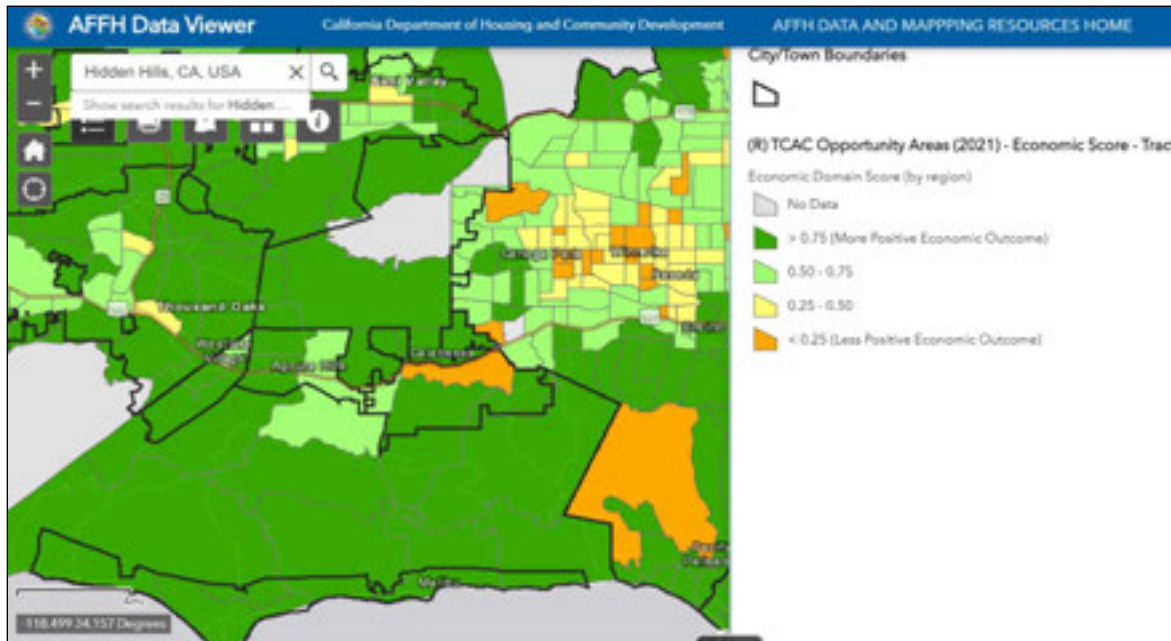 AFFH Data Viewer
California Department of Housing and Community Development
AFFH DATA AND MAPPPING RESOURCES HOME
Hidden Hills, CA, USA
Show search results for Hidden ...
Thousand Oaks
Agoura Hills
Calabasas
Canoga Park
Winnetka
Reseda
Malibu
-118.499 34.157 Degrees
City/Town Boundaries
(R) TCAC Opportunity Areas (2021) - Economic Score - Tract
Economic Domain Score (by region)
No Data
> 0.75 (More Positive Economic Outcome)
0.50 - 0.75
0.25 - 0.50
< 0.25 (Less Positive Economic Outcome)